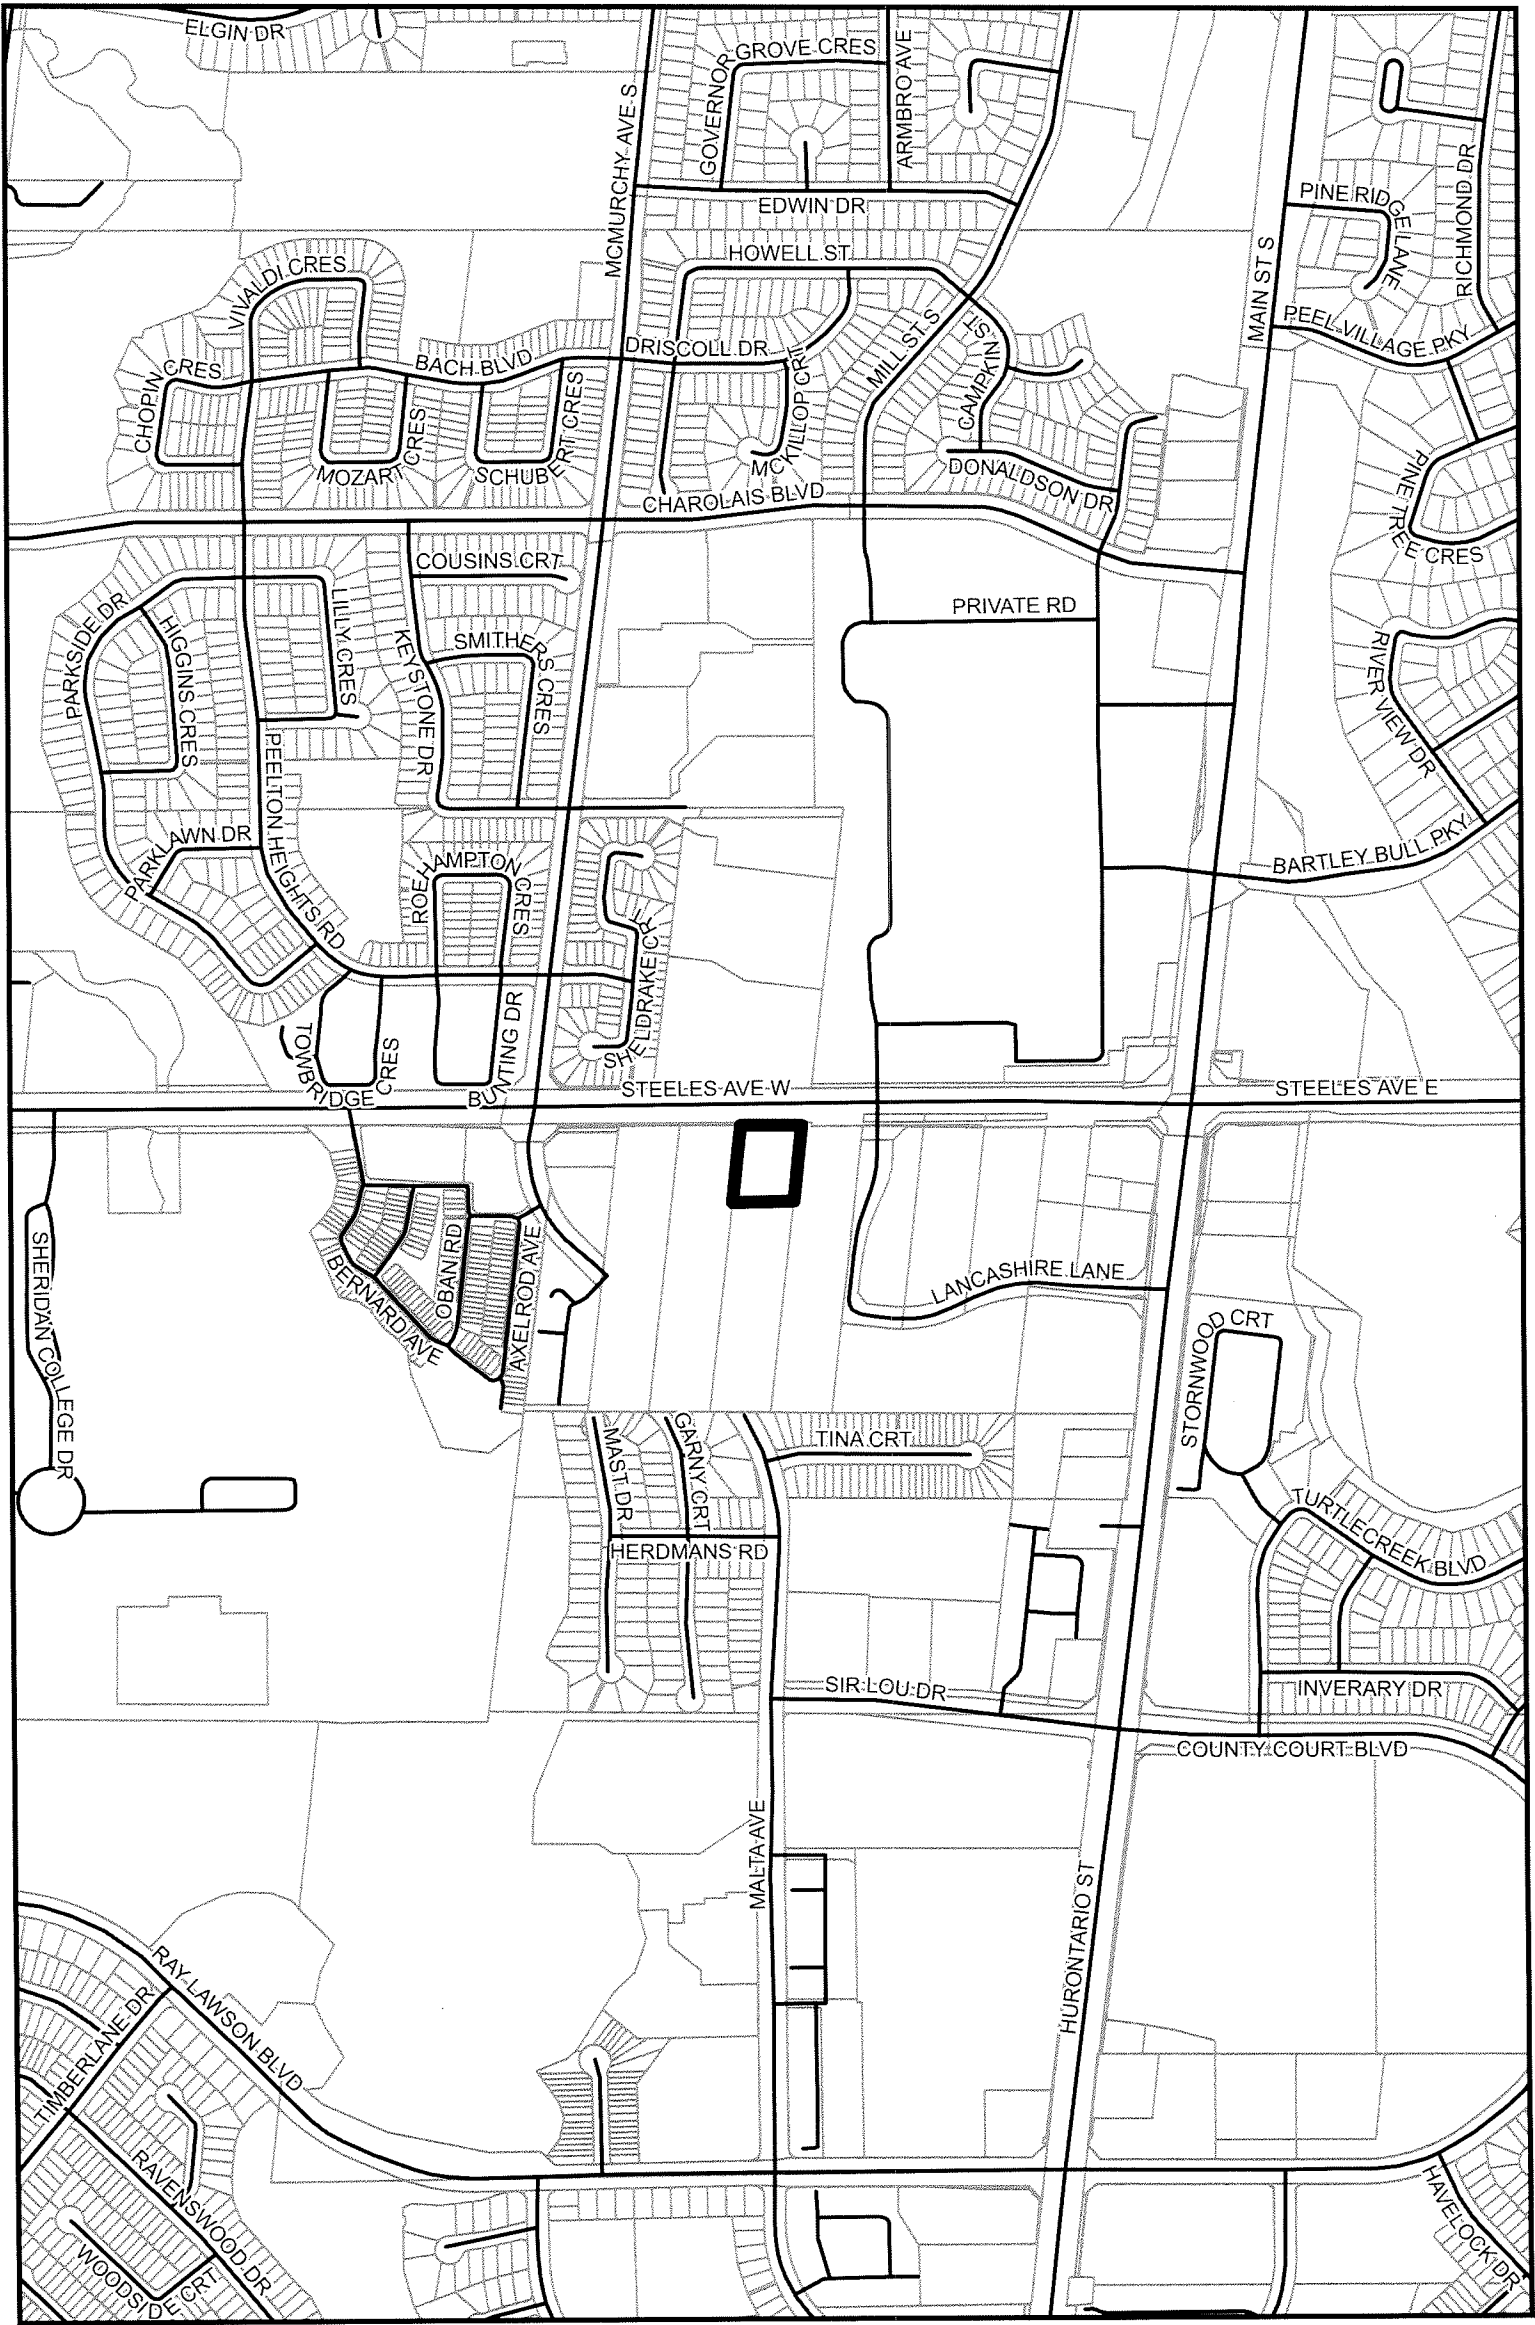 ELGIN DR
MCMURCHY AVE S
GOVERNOR GROVE CRES
ARMBRO AVE
EDWIN DR
HOWELL ST
PINE RIDGE LANE
RICHMOND DR
MAIN ST S
PEEL VILLAGE PKY
VIVALDI CRES
CHOPIN CRES
BACH BLVD
DRISCOLL DR
MILL ST S
CAMPKIN ST
MOZART CRES
SCHUBERT CRES
MCKILLOP CRT
DONALDSON DR
CHAROLAIS BLVD
PINE TREE CRES
COUSINS CRT
PRIVATE RD
PARKSIDE DR
HIGGINS CRES
LILLY CRES
KEYSTONE DR
SMITHERS CRES
RIVER VIEW DR
PEELTON HEIGHTS RD
PARKLAWN DR
ROEHAMPTON CRES
BARTLEY BULL PKY
SHELDRAKE CRT
TOWBRIDGE CRES
BUNTING DR
STEELES AVE W
STEELES AVE E
SHERIDAN COLLEGE DR
BERNARD AVE
OBAN RD
AXELROD AVE
LANCASHIRE LANE
STORNWOOD CRT
MAST DR
GARNY CRT
TINA CRT
HERDMANS RD
TURTLECREEK BLVD
SIR LOU DR
INVERARY DR
COUNTY COURT BLVD
MALTA AVE
HURONTARIO ST
RAY LAWSON BLVD
TIMBERLANE DR
RAVENSWOOD DR
WOODSIDE CRT
HAVELOCK DR